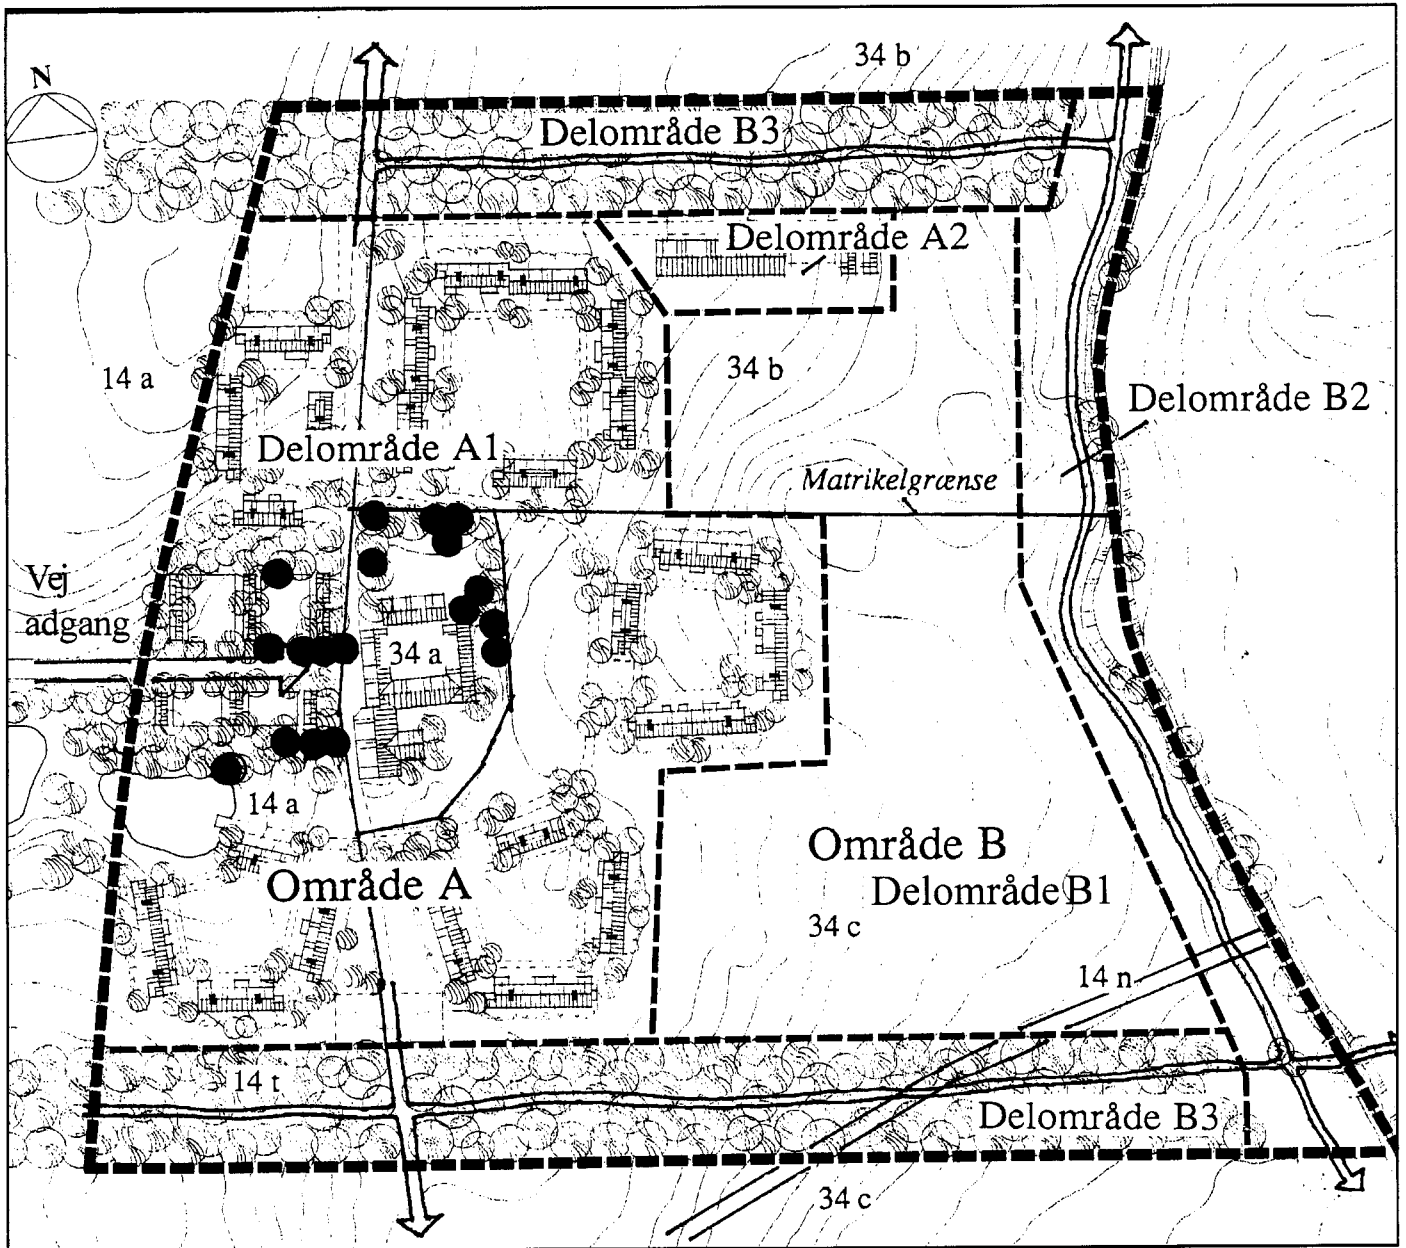 34 b
N
Delområde B3
Delområde A2
34 b
14 a
Delområde B2
Delområde A1
Matrikelgrænse
Vej
adgang
34 a
14 a
Område B
Område A
Delområde B1
34 c
14 n
14 t
Delområde B3
34 c